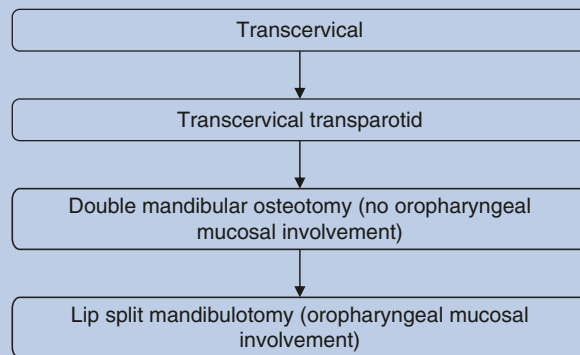 Transcervical
Transcervical transparotid
Double mandibular osteotomy (no oropharyngeal
mucosal involvement)
Lip split mandibulotomy (oropharyngeal mucosal
involvement)